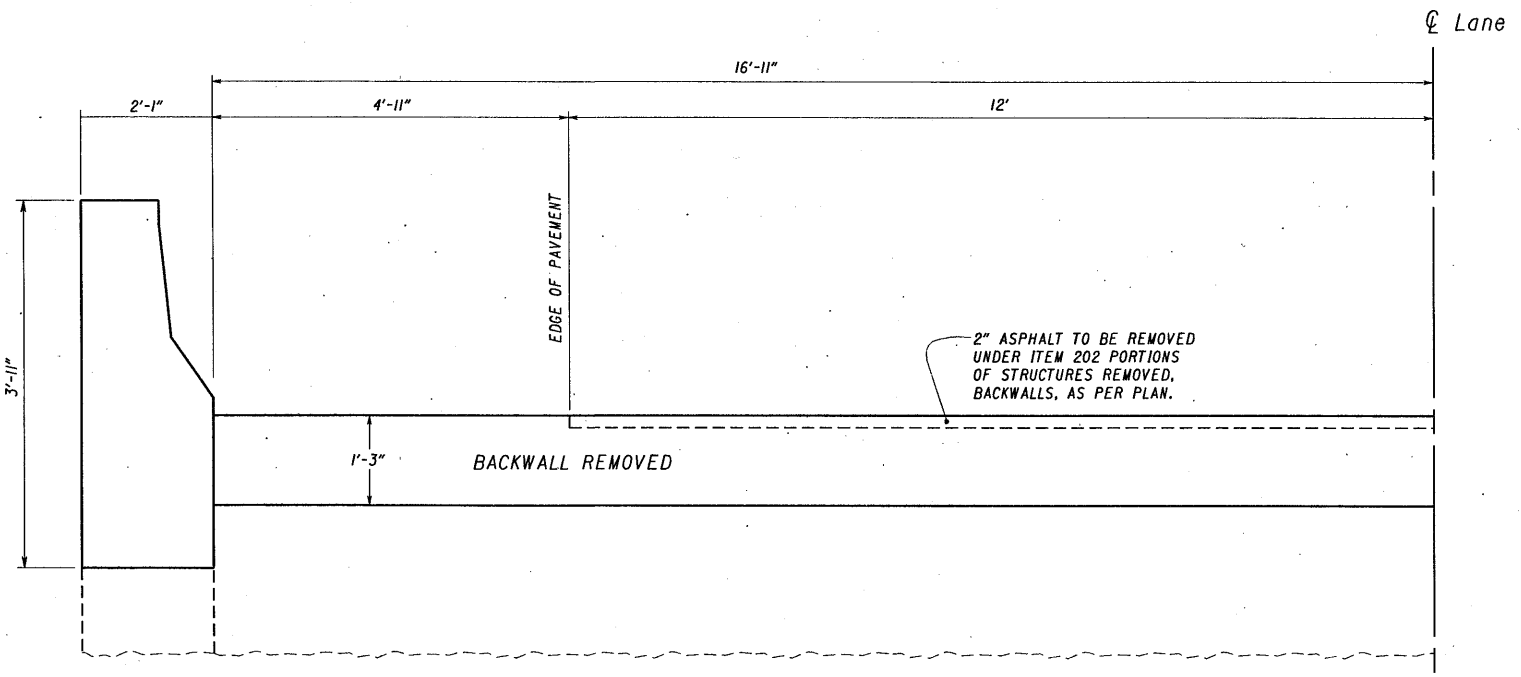 ℄ Lane
16'-11"
2'-1"
4'-11"
12'
EDGE OF PAVEMENT
3'-11"
2" ASPHALT TO BE REMOVED
UNDER ITEM 202 PORTIONS
OF STRUCTURES REMOVED,
BACKWALLS, AS PER PLAN.
1'-3"
BACKWALL REMOVED